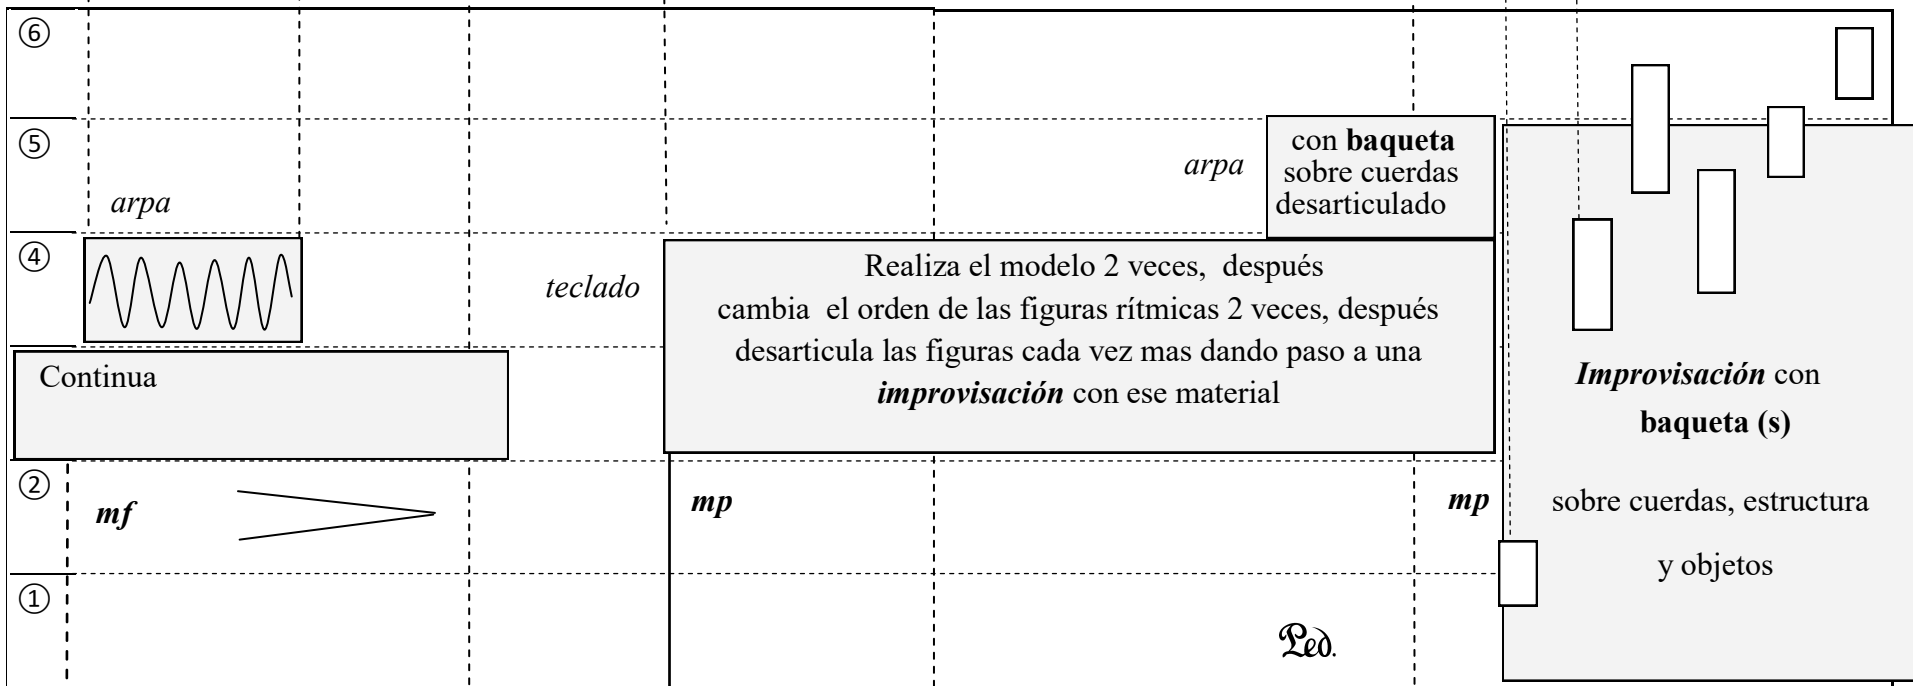 ⑥
⑤
con baqueta
sobre cuerdas
desarticulado
arpa
arpa
④
teclado
Realiza el modelo 2 veces, después
cambia el orden de las figuras rítmicas 2 veces, después
desarticula las figuras cada vez mas dando paso a una
improvisación con ese material
Continua
②
mf
mp
mp
Improvisación con
baqueta (s)
sobre cuerdas, estructura
y objetos
①
Ped.